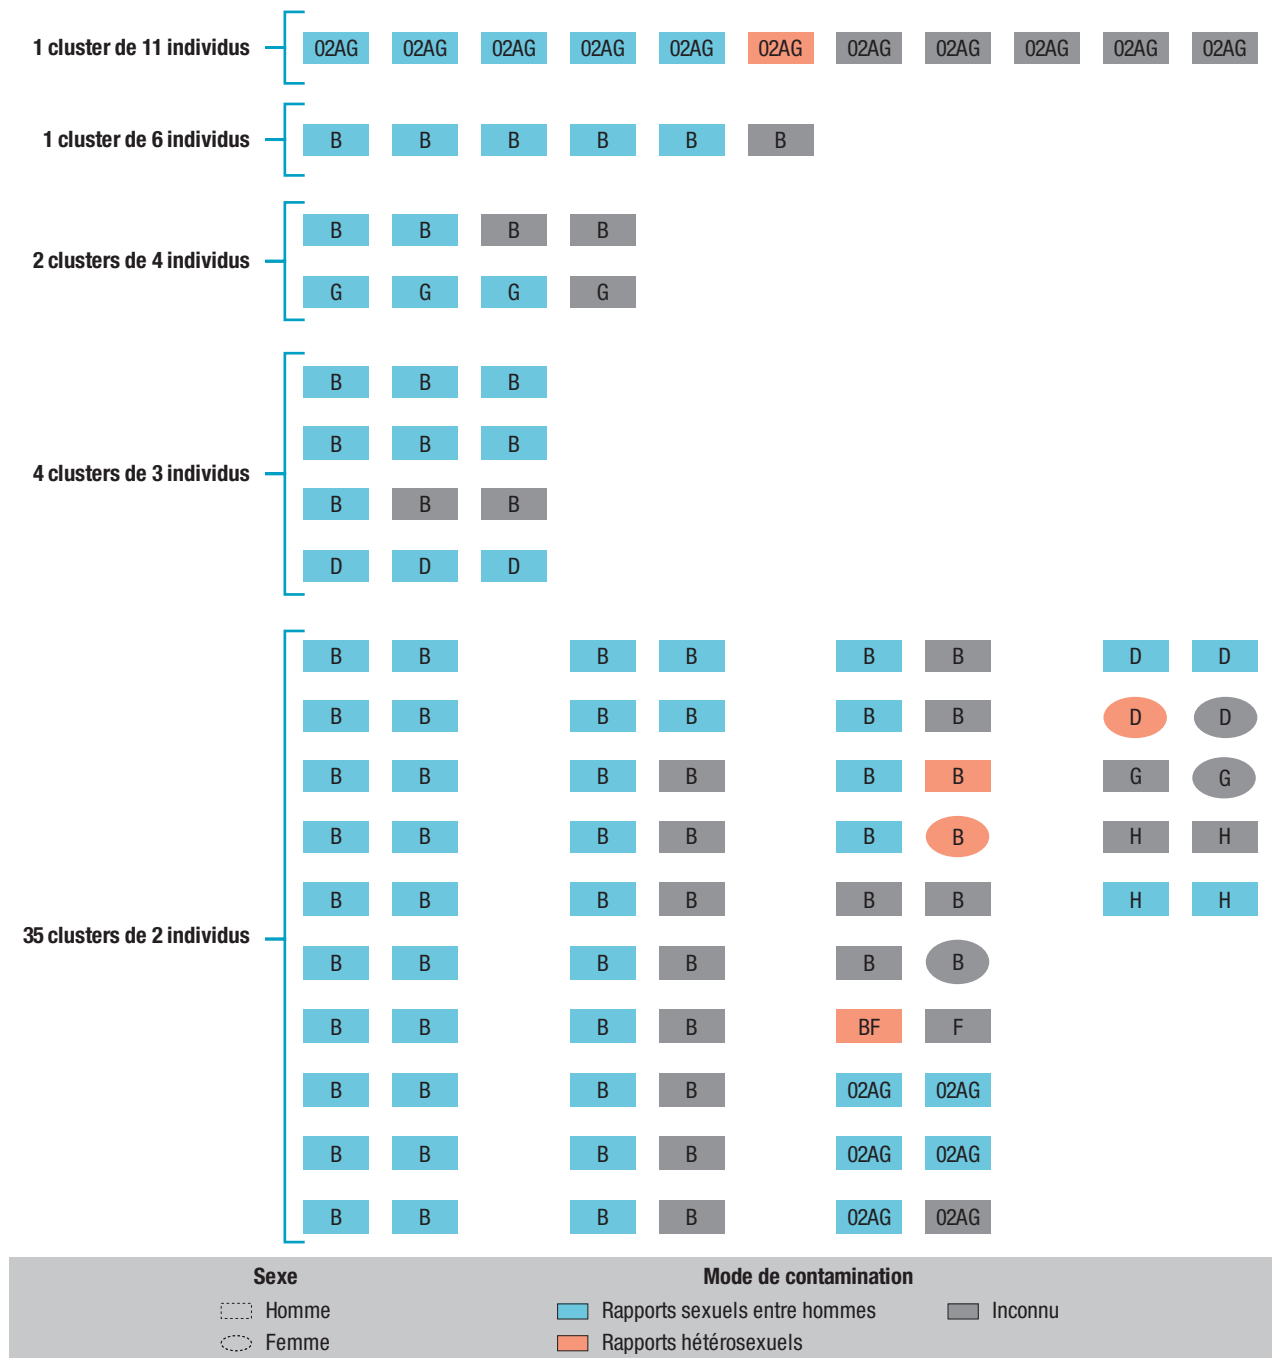 1 cluster de 11 individus 02AG 02AG 02AG 02AG 02AG 02AG 02AG 02AG 02AG 02AG 02AG
1 cluster de 6 individus B B B B B B
2 clusters de 4 individus
B B B B
G G G G
4 clusters de 3 individus
B B B
B B B
B B B
D D D
35 clusters de 2 individus
B B B B B B D D
B B B B B B D D
B B B B B B G G
B B B B B B H H
B B B B B B H H
B B B B B B
B B B B BF F
B B B B 02AG 02AG
B B B B 02AG 02AG
B B B B 02AG 02AG
Sexe Mode de contamination
Homme Rapports sexuels entre hommes Inconnu
Femme Rapports hétérosexuels